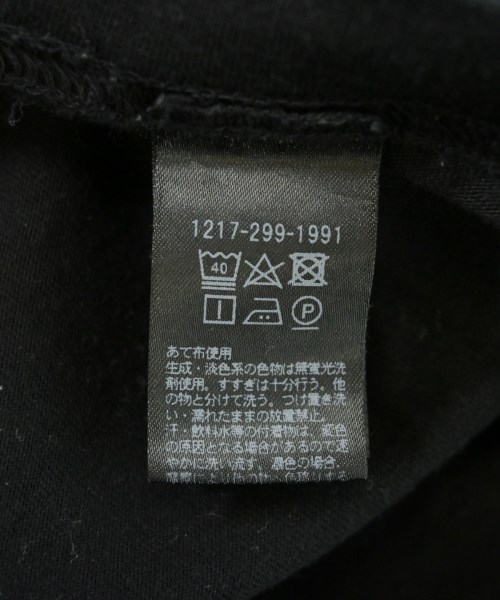 1217-299-1991
40
P
あて布使用
生成・淡色系の色物は無蛍光洗
剤使用。すすぎは十分行う。他
の物と分けて洗う。つけ置き洗
い・濡れたままの放置禁止。
汗・飲料水等の付着物は、変色
の原因となる場合があるので速
やかに洗い流す。濃色の場合、